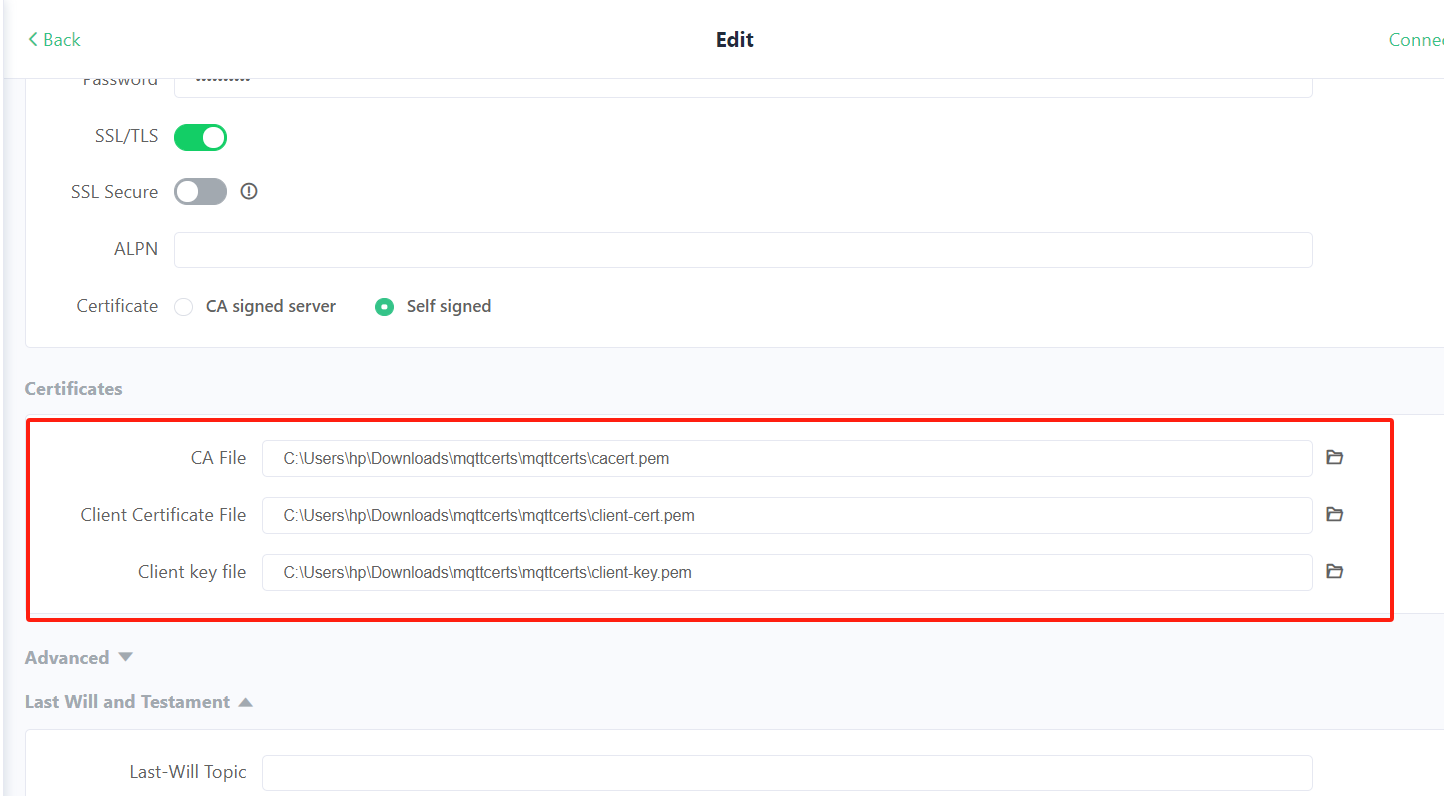 Back
Edit
Connec
Password ••••••••••
SSL/TLS
SSL Secure
ALPN
Certificate CA signed server Self signed
Certificates
CA File C:\Users\hp\Downloads\mqttcerts\mqttcerts\cacert.pem
Client Certificate File C:\Users\hp\Downloads\mqttcerts\mqttcerts\client-cert.pem
Client key file C:\Users\hp\Downloads\mqttcerts\mqttcerts\client-key.pem
Advanced
Last Will and Testament
Last-Will Topic